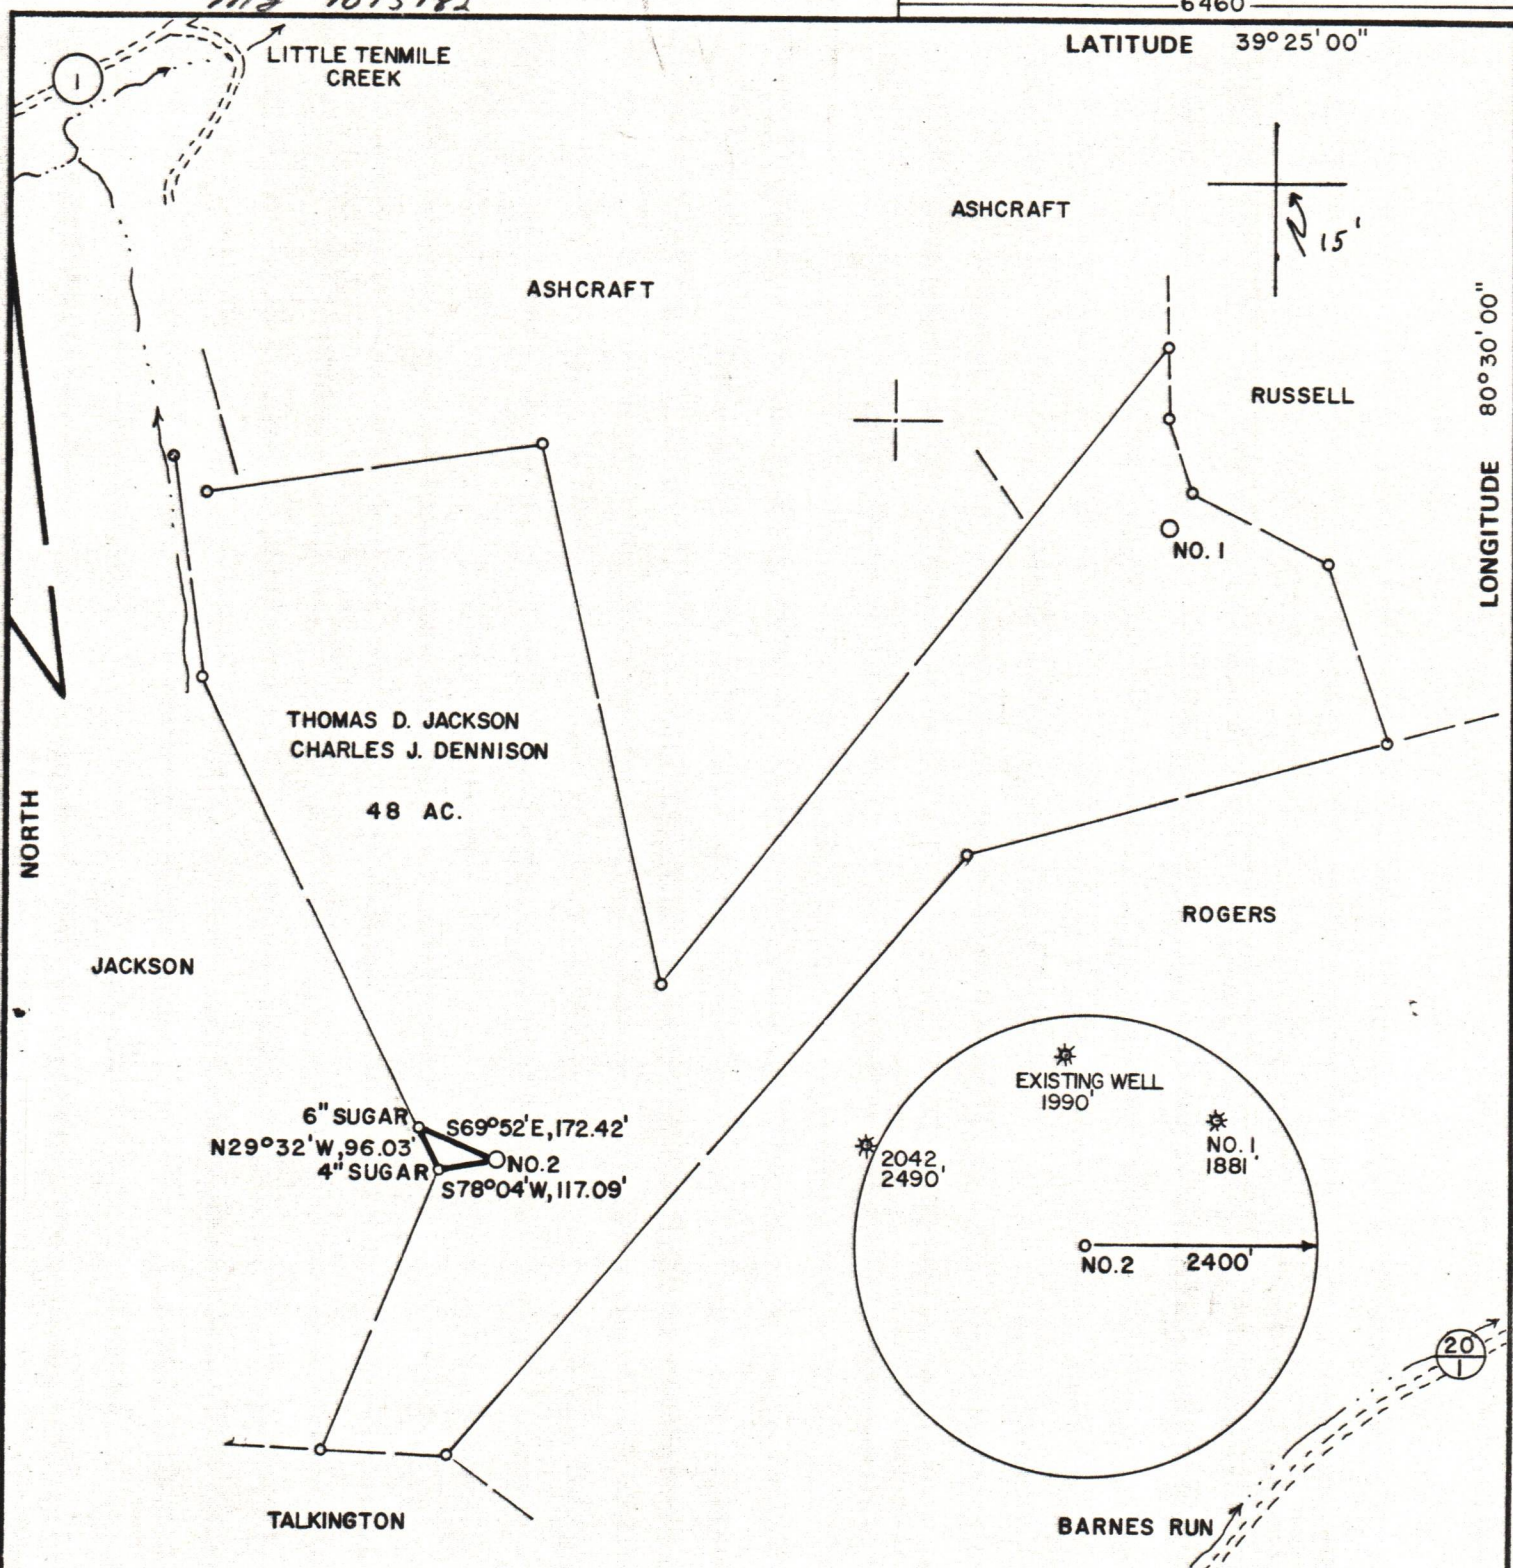 10/5/82
6460
LATITUDE 39°25'00"
LITTLE TENMILE
CREEK
1
ASHCRAFT
15'
ASHCRAFT
LONGITUDE 80°30'00"
RUSSELL
NO. 1
THOMAS D. JACKSON
CHARLES J. DENNISON
48 AC.
NORTH
ROGERS
JACKSON
EXISTING WELL
1990'
6" SUGAR
S69°52'E,172.42'
N29°32'W,96.03'
NO. 1
1881'
2042
2490'
4" SUGAR
NO.2
S78°04'W,117.09'
NO.2
2400'
20
1
TALKINGTON
BARNES RUN